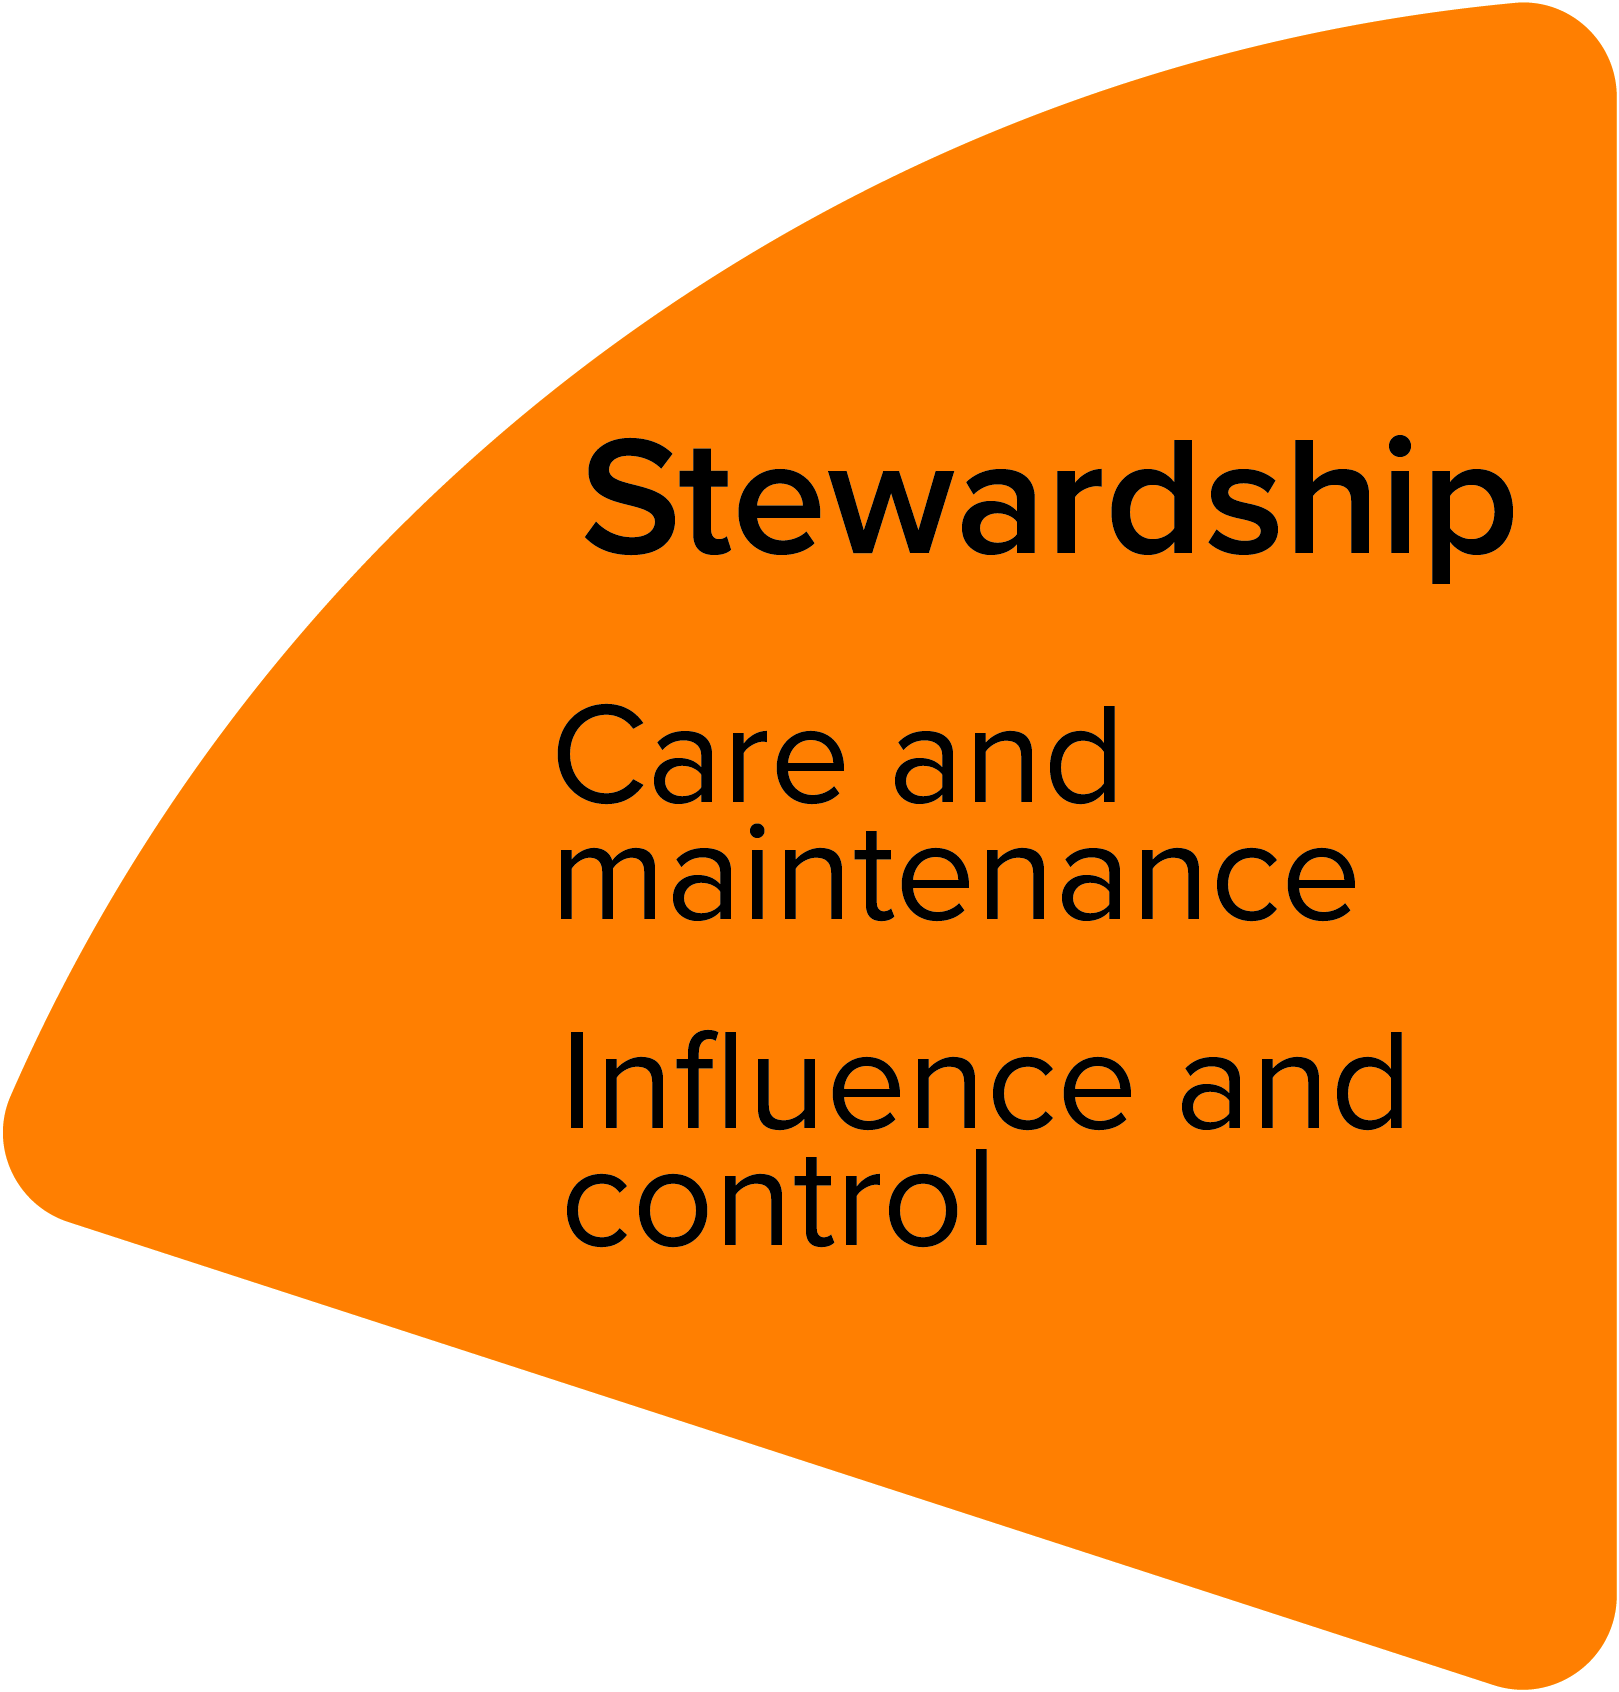 Stewardship
Care and
maintenance
Influence and
control